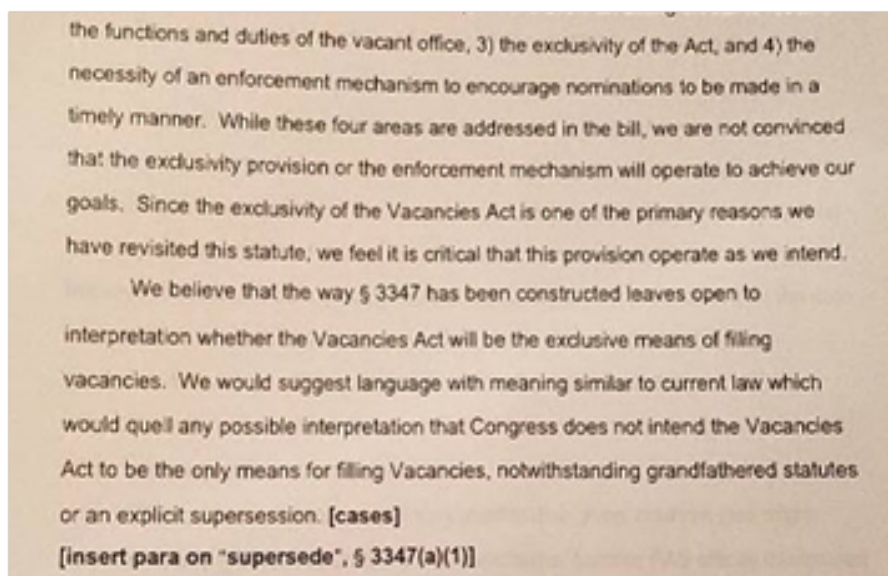 the functions and duties of the vacant office, 3) the exclusivity of the Act, and 4) the
necessity of an enforcement mechanism to encourage nominations to be made in a
timely manner. While these four areas are addressed in the bill, we are not convinced
that the exclusivity provision or the enforcement mechanism will operate to achieve our
goals. Since the exclusivity of the Vacancies Act is one of the primary reasons we
have revisited this statute, we feel it is critical that this provision operate as we intend.
We believe that the way § 3347 has been constructed leaves open to
interpretation whether the Vacancies Act will be the exclusive means of filling
vacancies. We would suggest language with meaning similar to current law which
would quell any possible interpretation that Congress does not intend the Vacancies
Act to be the only means for filling Vacancies, notwithstanding grandfathered statutes
or an explicit supersession. [cases]
[insert para on "supersede", § 3347(a)(1)]